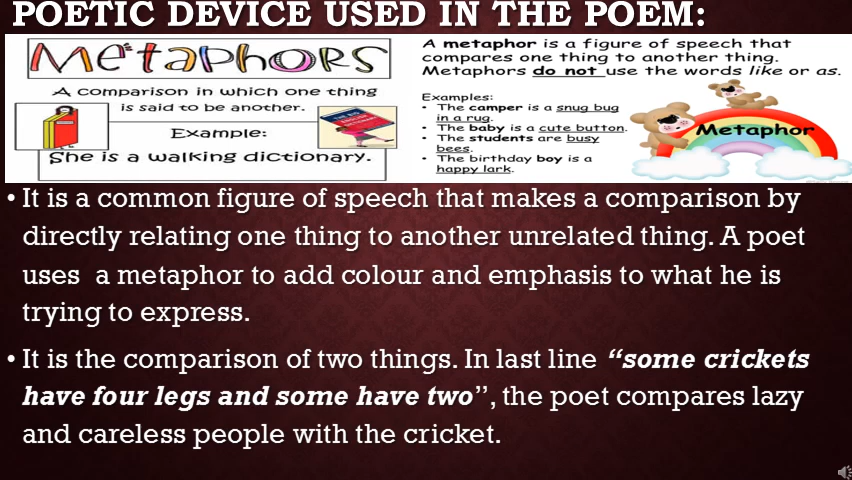 POETIC DEVICE USED IN THE POEM:
METAPHORS
A comparison in which one thing
is said to be another.
Example:
She is a walking dictionary.
A metaphor is a figure of speech that
compares one thing to another thing.
Metaphors do not use the words like or as.
Examples:
• The camper is a snug bug
in a rug.
• The baby is a cute button.
• The students are busy
bees.
• The birthday boy is a
happy lark.
Metaphor
• It is a common figure of speech that makes a comparison by
directly relating one thing to another unrelated thing. A poet
uses a metaphor to add colour and emphasis to what he is
trying to express.
• It is the comparison of two things. In last line “some crickets
have four legs and some have two”, the poet compares lazy
and careless people with the cricket.